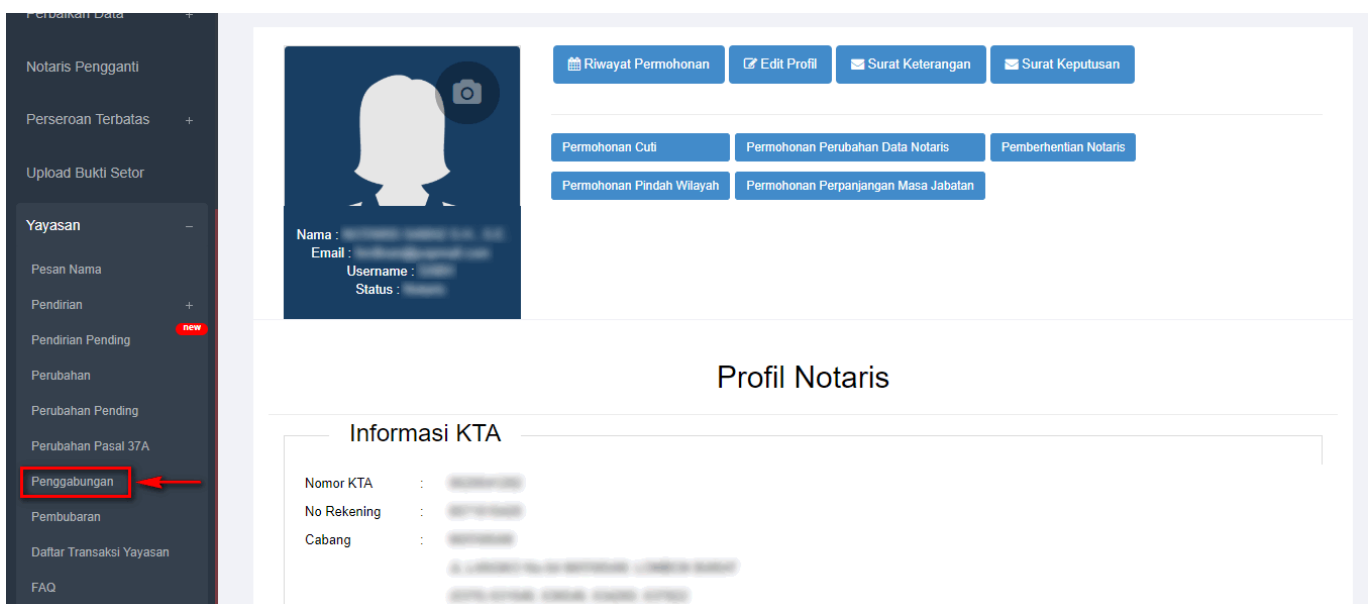 Perbaikan Data +
Notaris Pengganti
Perseroan Terbatas +
Upload Bukti Setor
Yayasan −
Pesan Nama
Pendirian +
new
Pendirian Pending
Perubahan
Perubahan Pending
Perubahan Pasal 37A
Penggabungan
Pembubaran
Daftar Transaksi Yayasan
FAQ
Riwayat Permohonan Edit Profil Surat Keterangan Surat Keputusan
Permohonan Cuti Permohonan Perubahan Data Notaris Pemberhentian Notaris
Permohonan Pindah Wilayah Permohonan Perpanjangan Masa Jabatan
Nama :
Email :
Username :
Status :
Profil Notaris
Informasi KTA
Nomor KTA :
No Rekening :
Cabang :